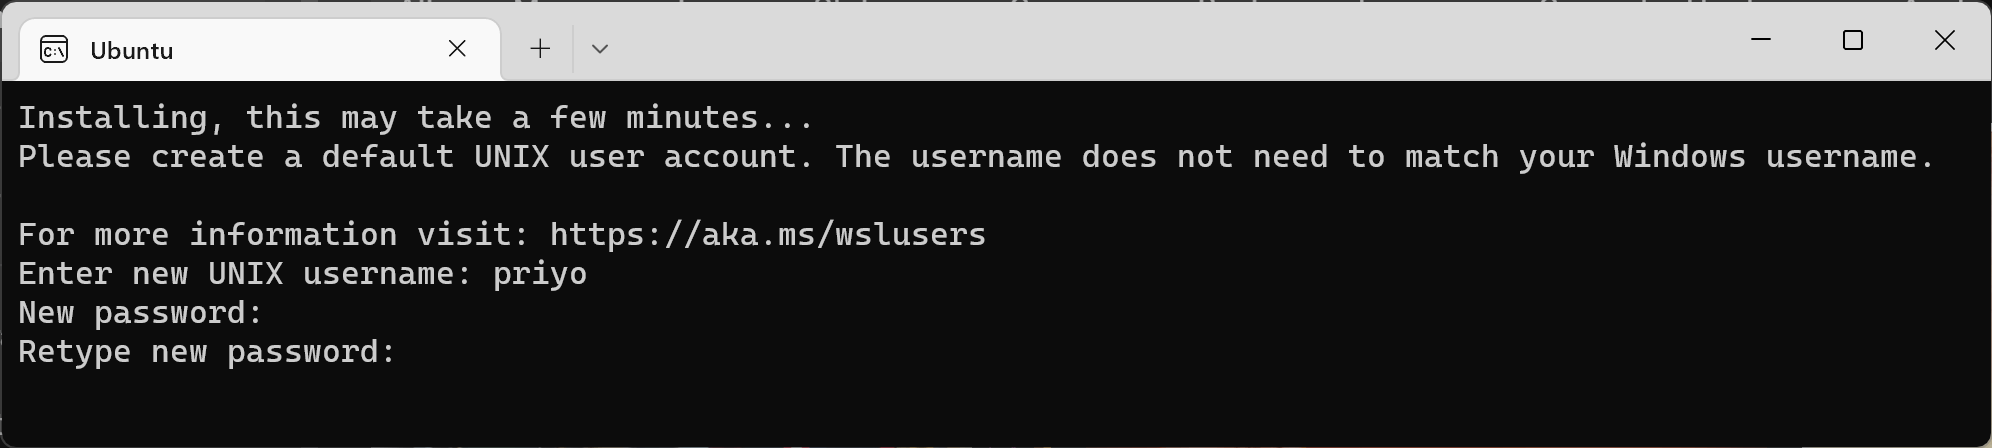 Ubuntu
Installing, this may take a few minutes...
Please create a default UNIX user account. The username does not need to match your Windows username.
For more information visit: https://aka.ms/wslusers
Enter new UNIX username: priyo
New password:
Retype new password: